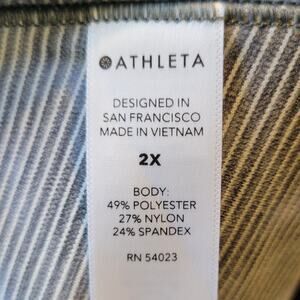 ATHLETA
DESIGNED IN
SAN FRANCISCO
MADE IN VIETNAM
2X
BODY:
49% POLYESTER
27% NYLON
24% SPANDEX
RN 54023